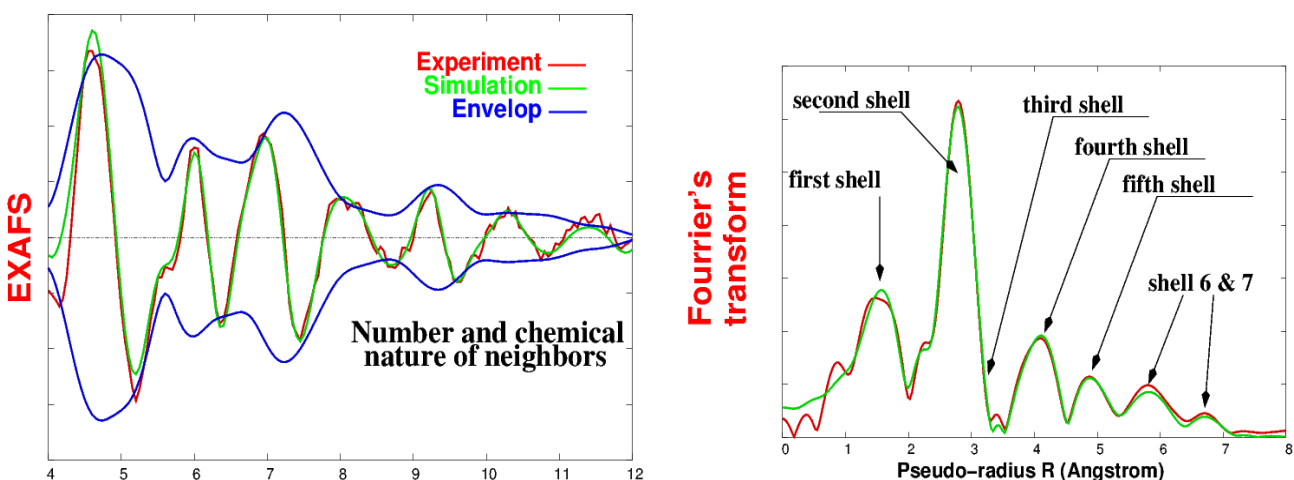 EXAFS
Experiment
Simulation
Envelop
Number and chemical
nature of neighbors
4 5 6 7 8 9 10 11 12
Fourrier's
transform
second shell
third shell
fourth shell
first shell
fifth shell
shell 6 & 7
0 1 2 3 4 5 6 7 8
Pseudo-radius R (Angstrom)